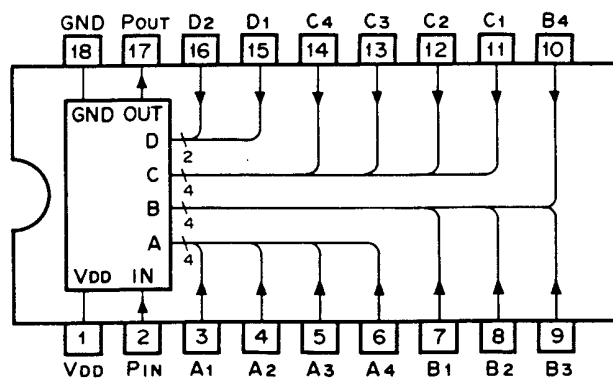 GND POUT D2 D1 C4 C3 C2 C1 B4
18 17 16 15 14 13 12 11 10
GND OUT
D
2
C
4
B
4
A
4
VDD IN
1 2 3 4 5 6 7 8 9
VDD PIN A1 A2 A3 A4 B1 B2 B3